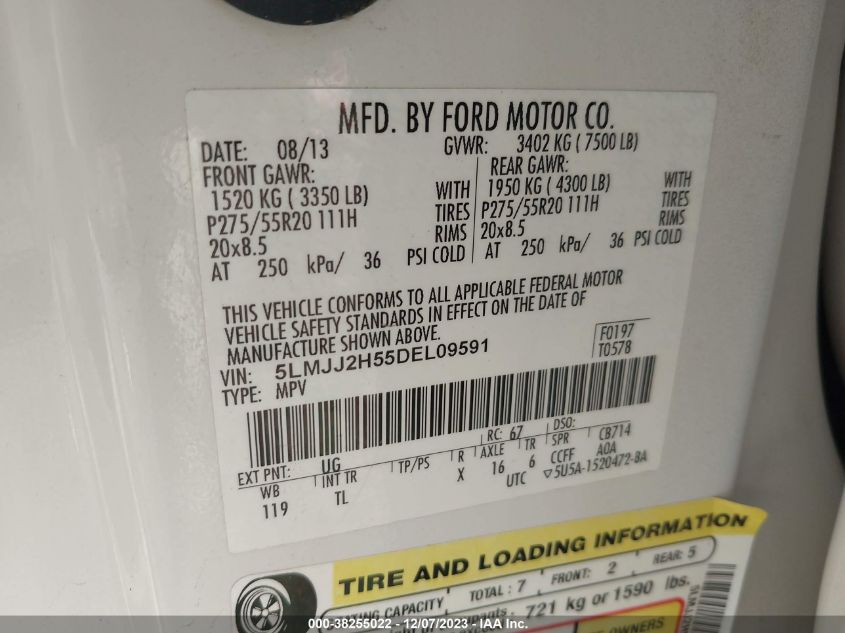 MFD. BY FORD MOTOR CO.
DATE: 08/13 GVWR: 3402 KG ( 7500 LB)
FRONT GAWR: REAR GAWR:
1520 KG ( 3350 LB) WITH 1950 KG ( 4300 LB) WITH
P275/55R20 111H TIRES P275/55R20 111H TIRES
20x8.5 RIMS 20x8.5 RIMS
AT 250 kPa/ 36 PSI COLD AT 250 kPa/ 36 PSI COLD
THIS VEHICLE CONFORMS TO ALL APPLICABLE FEDERAL MOTOR
VEHICLE SAFETY STANDARDS IN EFFECT ON THE DATE OF
MANUFACTURE SHOWN ABOVE.
VIN: 5LMJJ2H55DEL09591 F0197
TYPE: MPV T0578
EXT PNT: UG RC: 67 DSO: CB714
WB INT TR TP/PS R AXLE TR SPR A0A
119 TL X 16 6 CCFF
UTC ▽5U5A-1520472-BA
TIRE AND LOADING INFORMATION
SEATING CAPACITY TOTAL : 7 FRONT: 2 REAR: 5
721 kg or 1590 lbs.
OWNERS
000-38255022 - 12/07/2023 - IAA Inc.